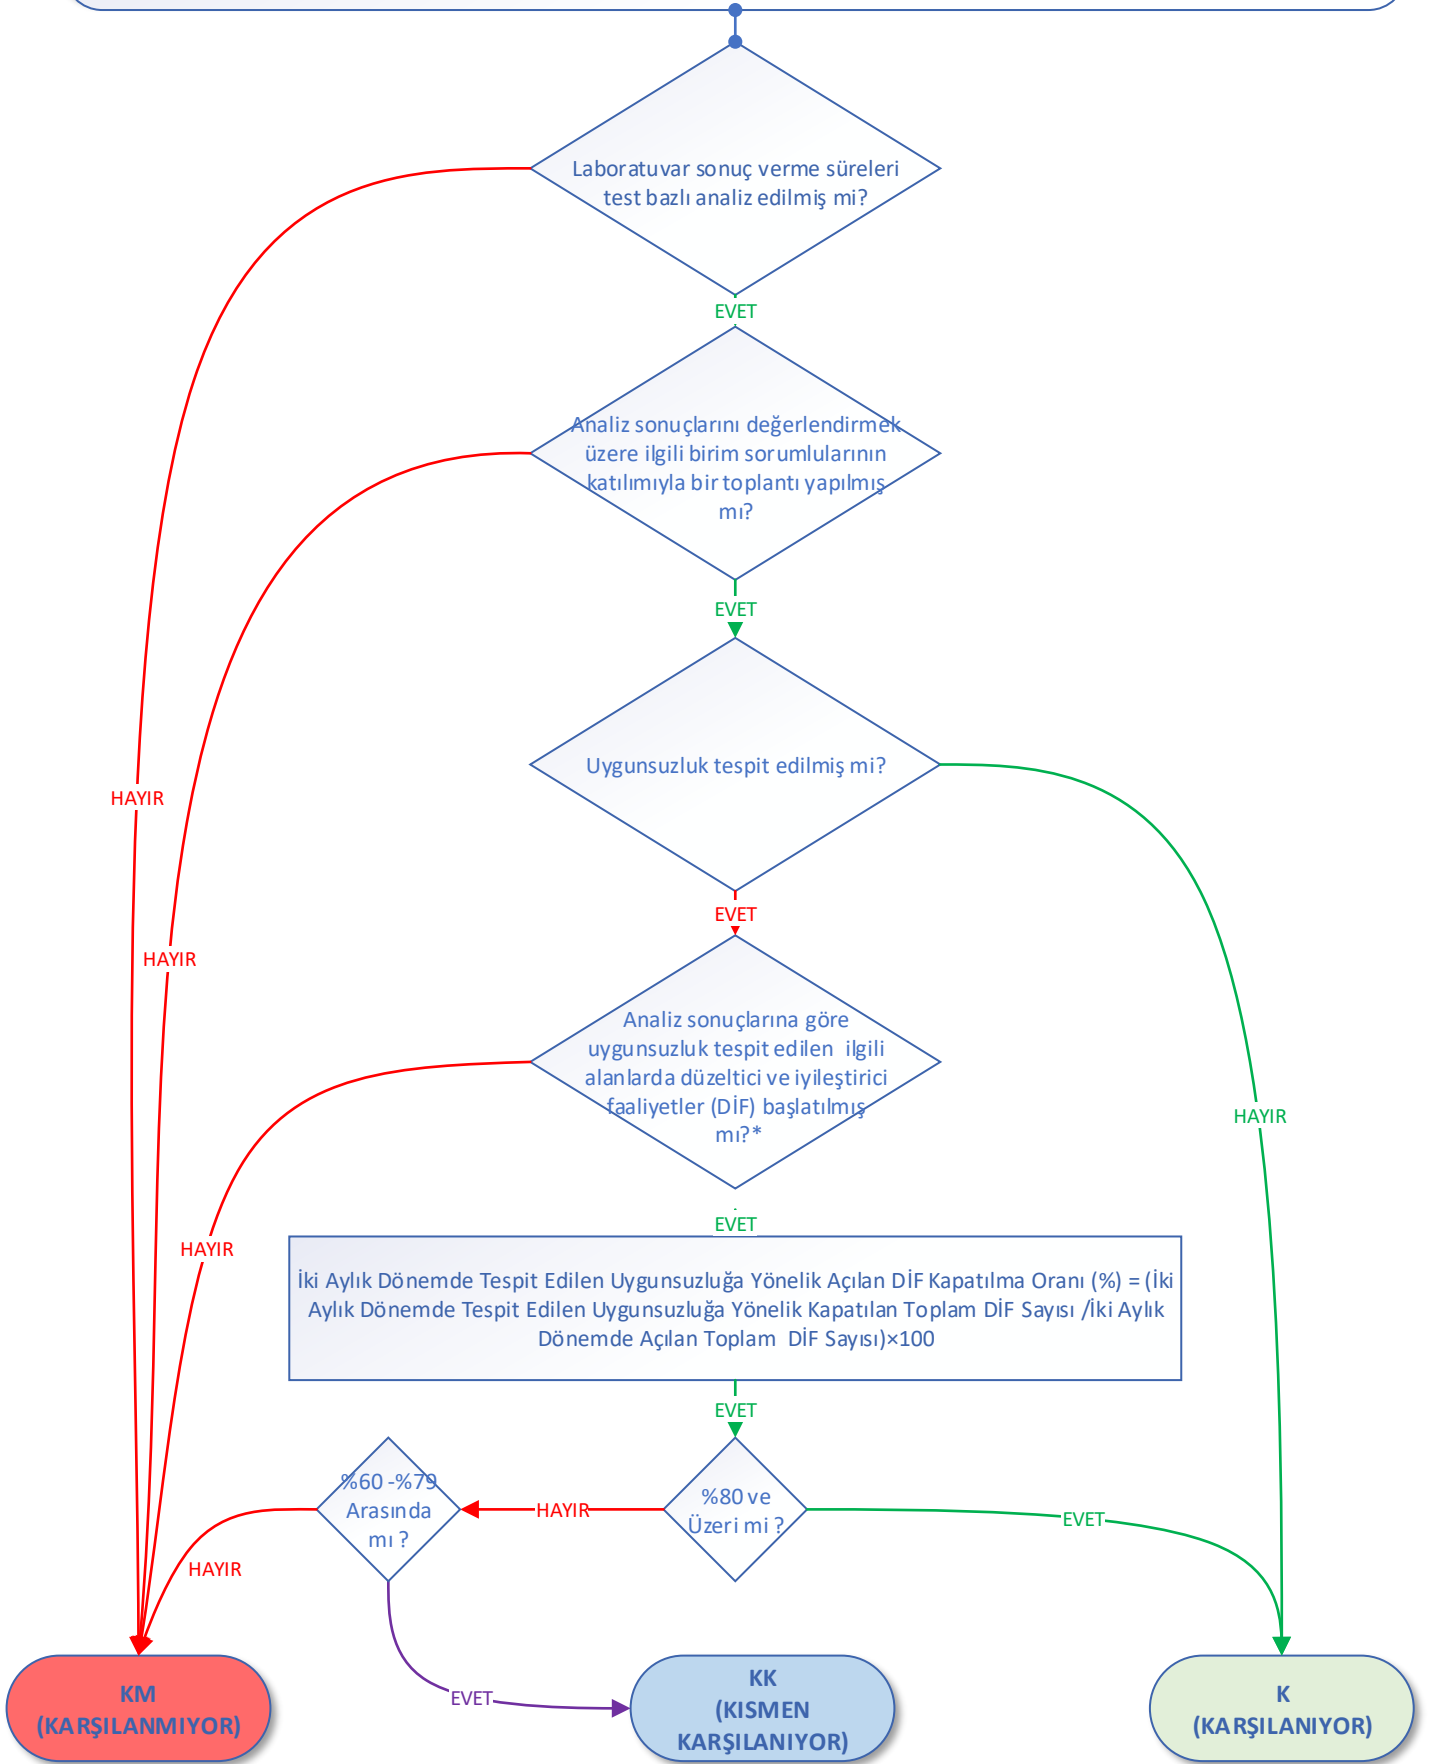 Laboratuvar sonuç verme süreleri
test bazlı analiz edilmiş mi?
EVET
Analiz sonuçlarını değerlendirmek
üzere ilgili birim sorumlularının
katılımıyla bir toplantı yapılmış
mı?
EVET
Uygunsuzluk tespit edilmiş mi?
HAYIR
EVET
HAYIR
Analiz sonuçlarına göre
uygunsuzluk tespit edilen  ilgili
alanlarda düzeltici ve iyileştirici
faaliyetler (DİF) başlatılmış
mı?*
HAYIR
EVET
HAYIR
İki Aylık Dönemde Tespit Edilen Uygunsuzluğa Yönelik Açılan DİF Kapatılma Oranı (%) = (İki
Aylık Dönemde Tespit Edilen Uygunsuzluğa Yönelik Kapatılan Toplam DİF Sayısı /İki Aylık
Dönemde Açılan Toplam  DİF Sayısı)×100
EVET
%60 -%79
Arasında
mı ?
HAYIR
%80 ve
Üzeri mi ?
EVET
HAYIR
EVET
KM
(KARŞILANMIYOR)
KK
(KISMEN
KARŞILANIYOR)
K
(KARŞILANIYOR)